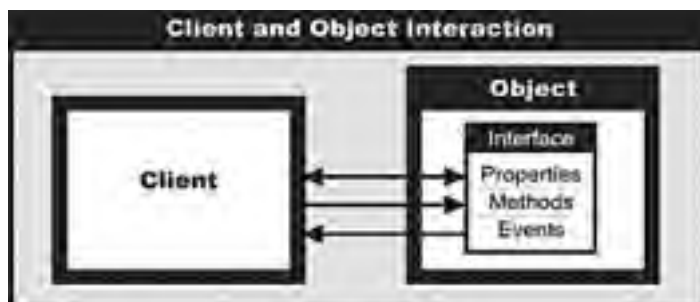 Client and Object Interaction
Object
Interface
Client
Properties
Methods
Events